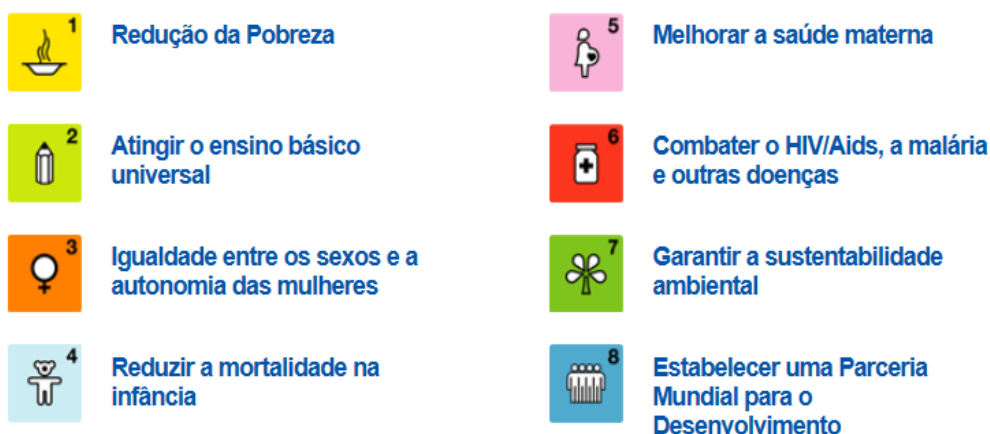 1
Redução da Pobreza
2
Atingir o ensino básico
universal
3
Igualdade entre os sexos e a
autonomia das mulheres
4
Reduzir a mortalidade na
infância
5
Melhorar a saúde materna
6
Combater o HIV/Aids, a malária
e outras doenças
7
Garantir a sustentabilidade
ambiental
8
Estabelecer uma Parceria
Mundial para o
Desenvolvimento